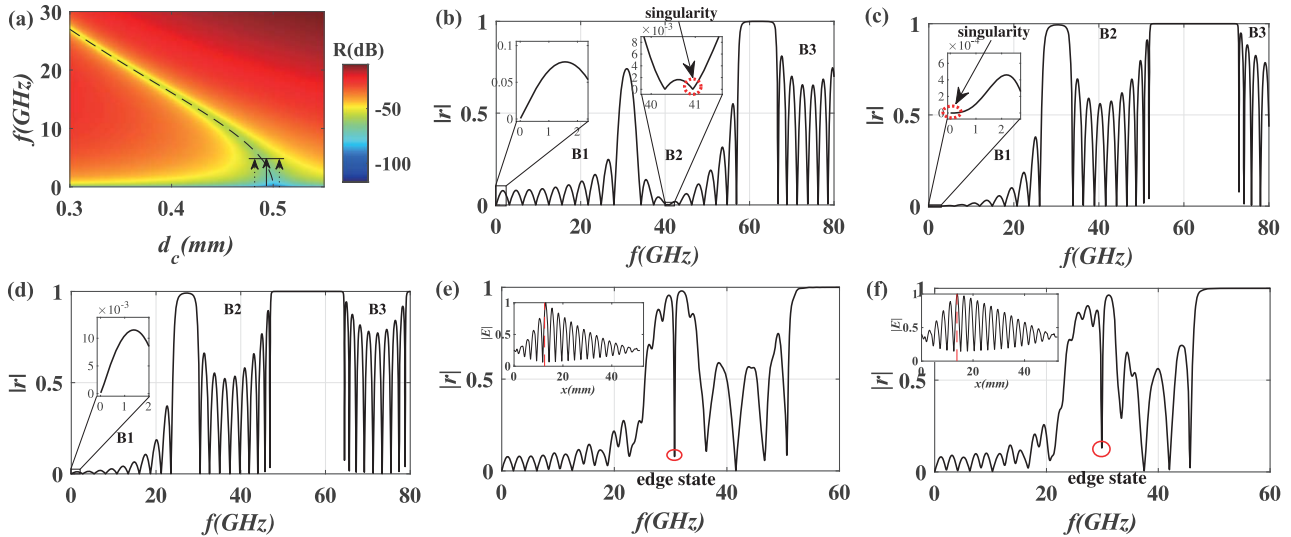 (a)
30
20
10
0
f(GHz)
0.3 0.4 0.5
d_c(mm)
R(dB)
-50
-100
(b)
singularity
1
0.5
0
|r|
0.1
0.05
0
0 1 2
×10⁻³
8
6
4
2
0
40 41
B1
B2
B3
0 20 40 60 80
f(GHz)
(c)
singularity
1
0.5
0
|r|
×10⁻⁴
6
4
2
0
0 1 2
B1
B2
B3
0 20 40 60 80
f(GHz)
(d)
1
0.5
0
|r|
×10⁻³
10
5
0
0 1 2
B1
B2
B3
0 20 40 60 80
f(GHz)
(e)
1
0.5
0
|r|
1
0.5
0
|E|
0 10 20 30 40
x(mm)
edge state
0 20 40 60
f(GHz)
(f)
1
0.5
0
|r|
1
0.5
0
|E|
0 10 20 30 40
x(mm)
edge state
0 20 40 60
f(GHz)